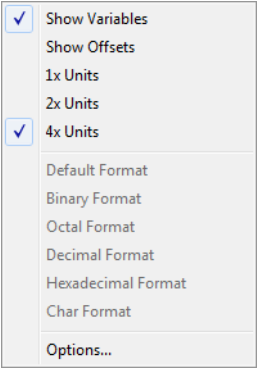 Show Variables
Show Offsets
1x Units
2x Units
4x Units
Default Format
Binary Format
Octal Format
Decimal Format
Hexadecimal Format
Char Format
Options...